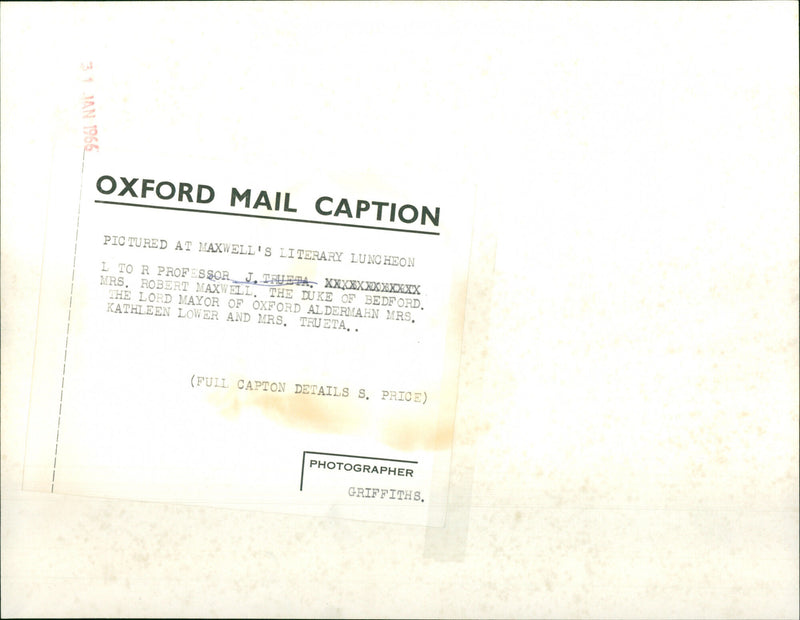 31 JAN 1966
OXFORD MAIL CAPTION
PICTURED AT MAXWELL'S LITERARY LUNCHEON
L TO R PROFESSOR J. TRUETA. XXXXXXXXXXXXX
MRS. ROBERT MAXWELL. THE DUKE OF BEDFORD.
THE LORD MAYOR OF OXFORD ALDERMAHN MRS.
KATHLEEN LOWER AND MRS. TRUETA..
(FULL CAPTON DETAILS S. PRICE)
PHOTOGRAPHER
GRIFFITHS.